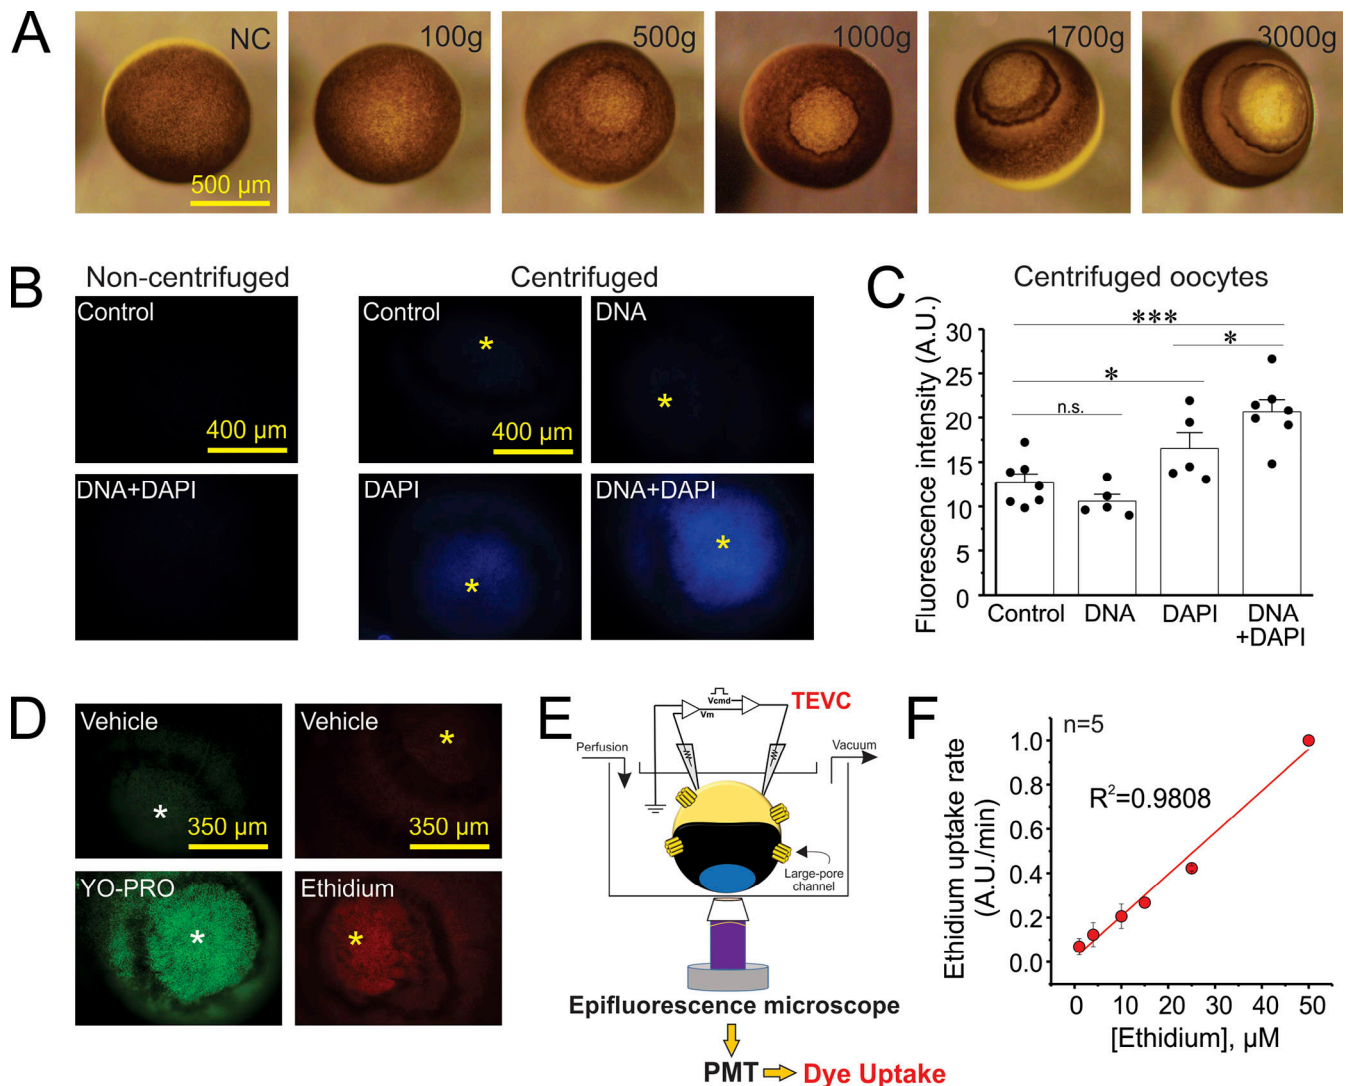 A
NC
100g
500g
1000g
1700g
3000g
500 µm
B
Non-centrifuged
Centrifuged
Control
400 µm
DNA+DAPI
Control
400 µm
DNA
DAPI
DNA+DAPI
C
Centrifuged oocytes
Fluorescence intensity (A.U.)
30
25
20
15
10
5
0
***
*
*
n.s.
Control
DNA
DAPI
DNA
+DAPI
D
Vehicle
350 µm
Vehicle
350 µm
YO-PRO
Ethidium
E
TEVC
Vcmd
Vm
Perfusion
Vacuum
Large-pore
channel
Epifluorescence microscope
PMT
Dye Uptake
F
n=5
R²=0.9808
Ethidium uptake rate
(A.U./min)
1.0
0.8
0.6
0.4
0.2
0.0
0
10
20
30
40
50
[Ethidium], µM